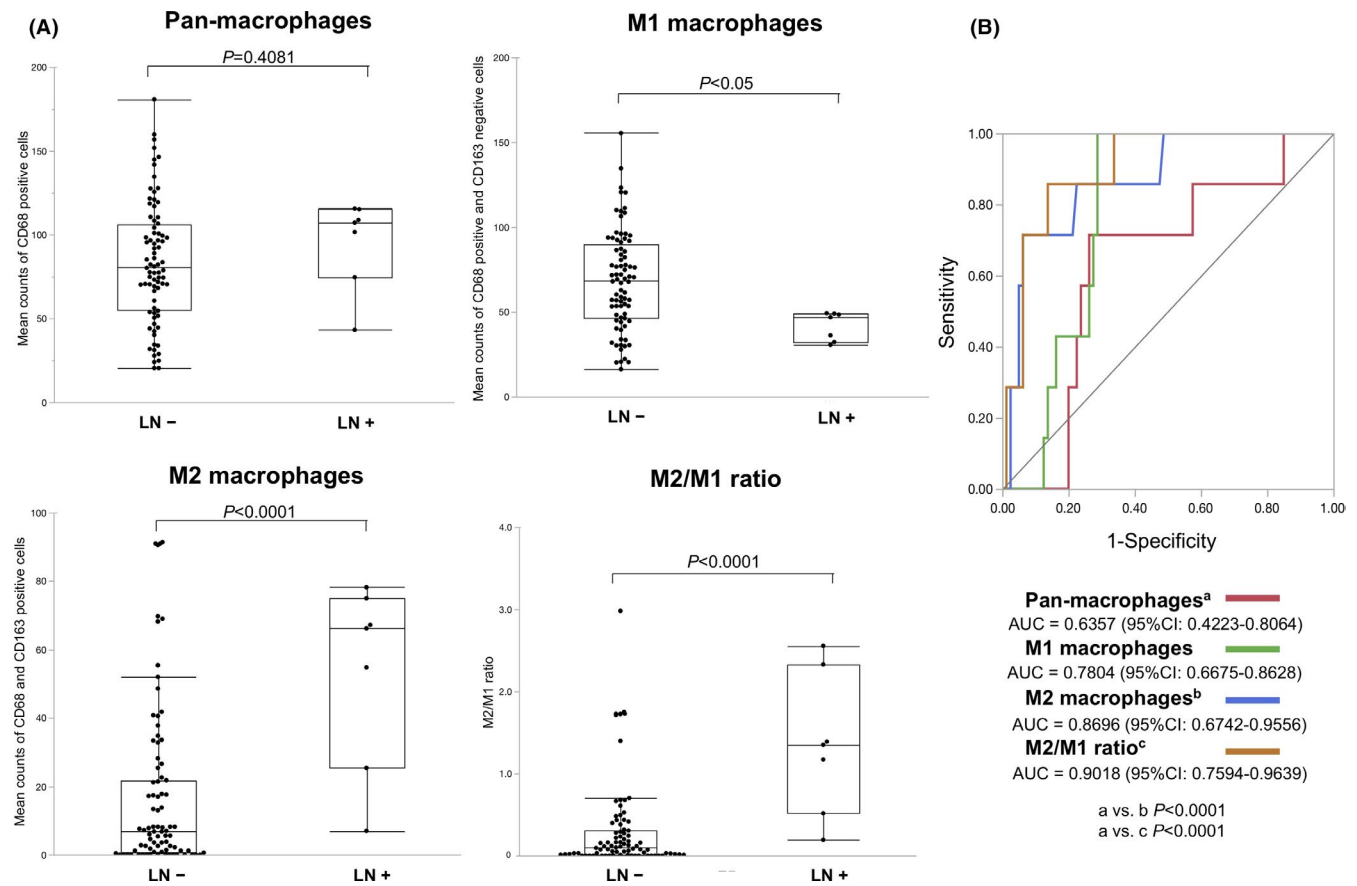 (A)
Pan-macrophages
P=0.4081
Mean counts of CD68 positive cells
200
150
100
50
0
LN −
LN +
M1 macrophages
P<0.05
Mean counts of CD68 positive and CD163 negative cells
200
150
100
50
0
LN −
LN +
M2 macrophages
P<0.0001
Mean counts of CD68 and CD163 positive cells
100
80
60
40
20
0
LN −
LN +
M2/M1 ratio
P<0.0001
M2/M1 ratio
4.0
3.0
2.0
1.0
0
LN −
LN +
(B)
Sensitivity
1.00
0.80
0.60
0.40
0.20
0.00
0.00 0.20 0.40 0.60 0.80 1.00
1-Specificity
Pan-macrophagesᵃ
AUC = 0.6357 (95%CI: 0.4223-0.8064)
M1 macrophages
AUC = 0.7804 (95%CI: 0.6675-0.8628)
M2 macrophagesᵇ
AUC = 0.8696 (95%CI: 0.6742-0.9556)
M2/M1 ratioᶜ
AUC = 0.9018 (95%CI: 0.7594-0.9639)
a vs. b P<0.0001
a vs. c P<0.0001